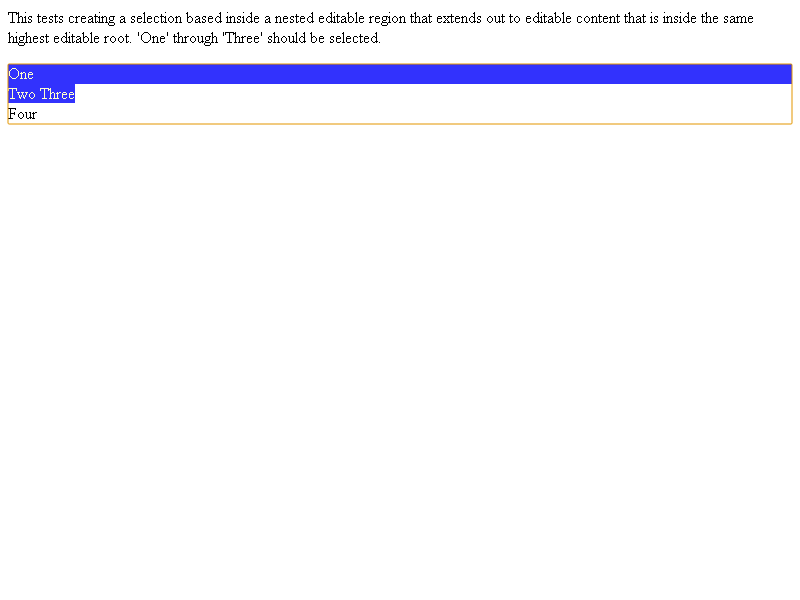 This tests creating a selection based inside a nested editable region that extends out to editable content that is inside the same
highest editable root. 'One' through 'Three' should be selected.
One
Two Three
Four